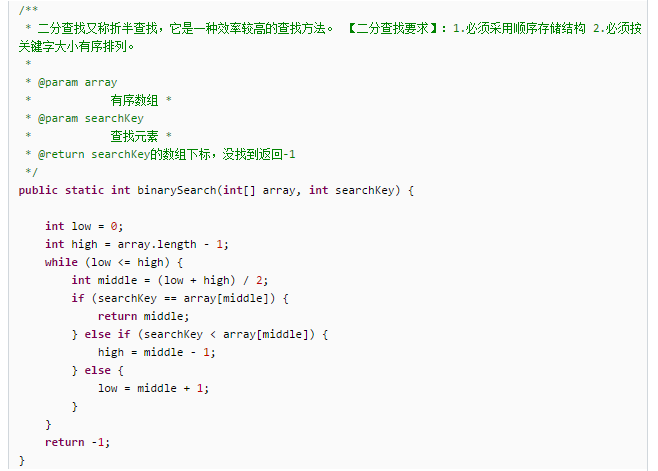 /**
 * 二分查找又称折半查找，它是一种效率较高的查找方法。 【二分查找要求】：1.必须采用顺序存储结构 2.必须按
关键字大小有序排列。
 *
 * @param array
 *            有序数组 *
 * @param searchKey
 *            查找元素 *
 * @return searchKey的数组下标，没找到返回-1
 */
public static int binarySearch(int[] array, int searchKey) {

    int low = 0;
    int high = array.length - 1;
    while (low <= high) {
        int middle = (low + high) / 2;
        if (searchKey == array[middle]) {
            return middle;
        } else if (searchKey < array[middle]) {
            high = middle - 1;
        } else {
            low = middle + 1;
        }
    }
    return -1;
}